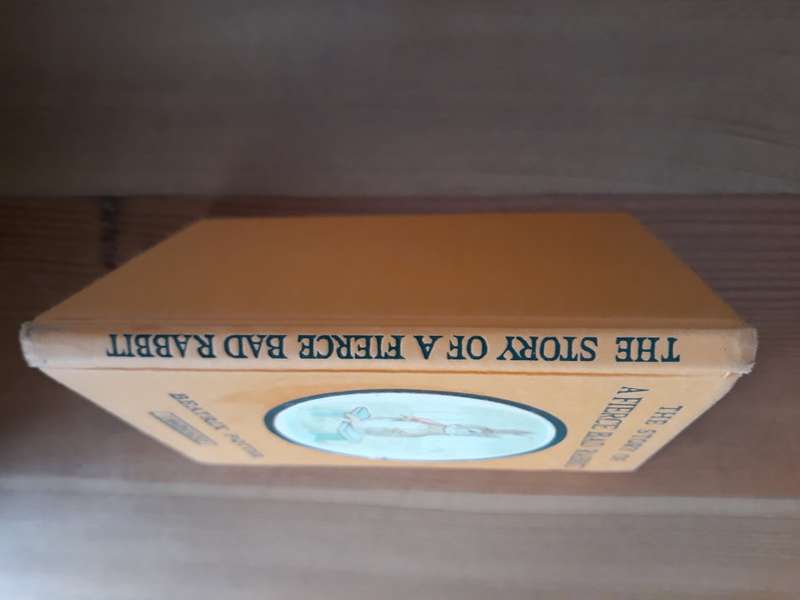 THE STORY OF A FIERCE BAD RABBIT
THE STORY OF
A FIERCE BAD RABBIT
BEATRIX POTTER